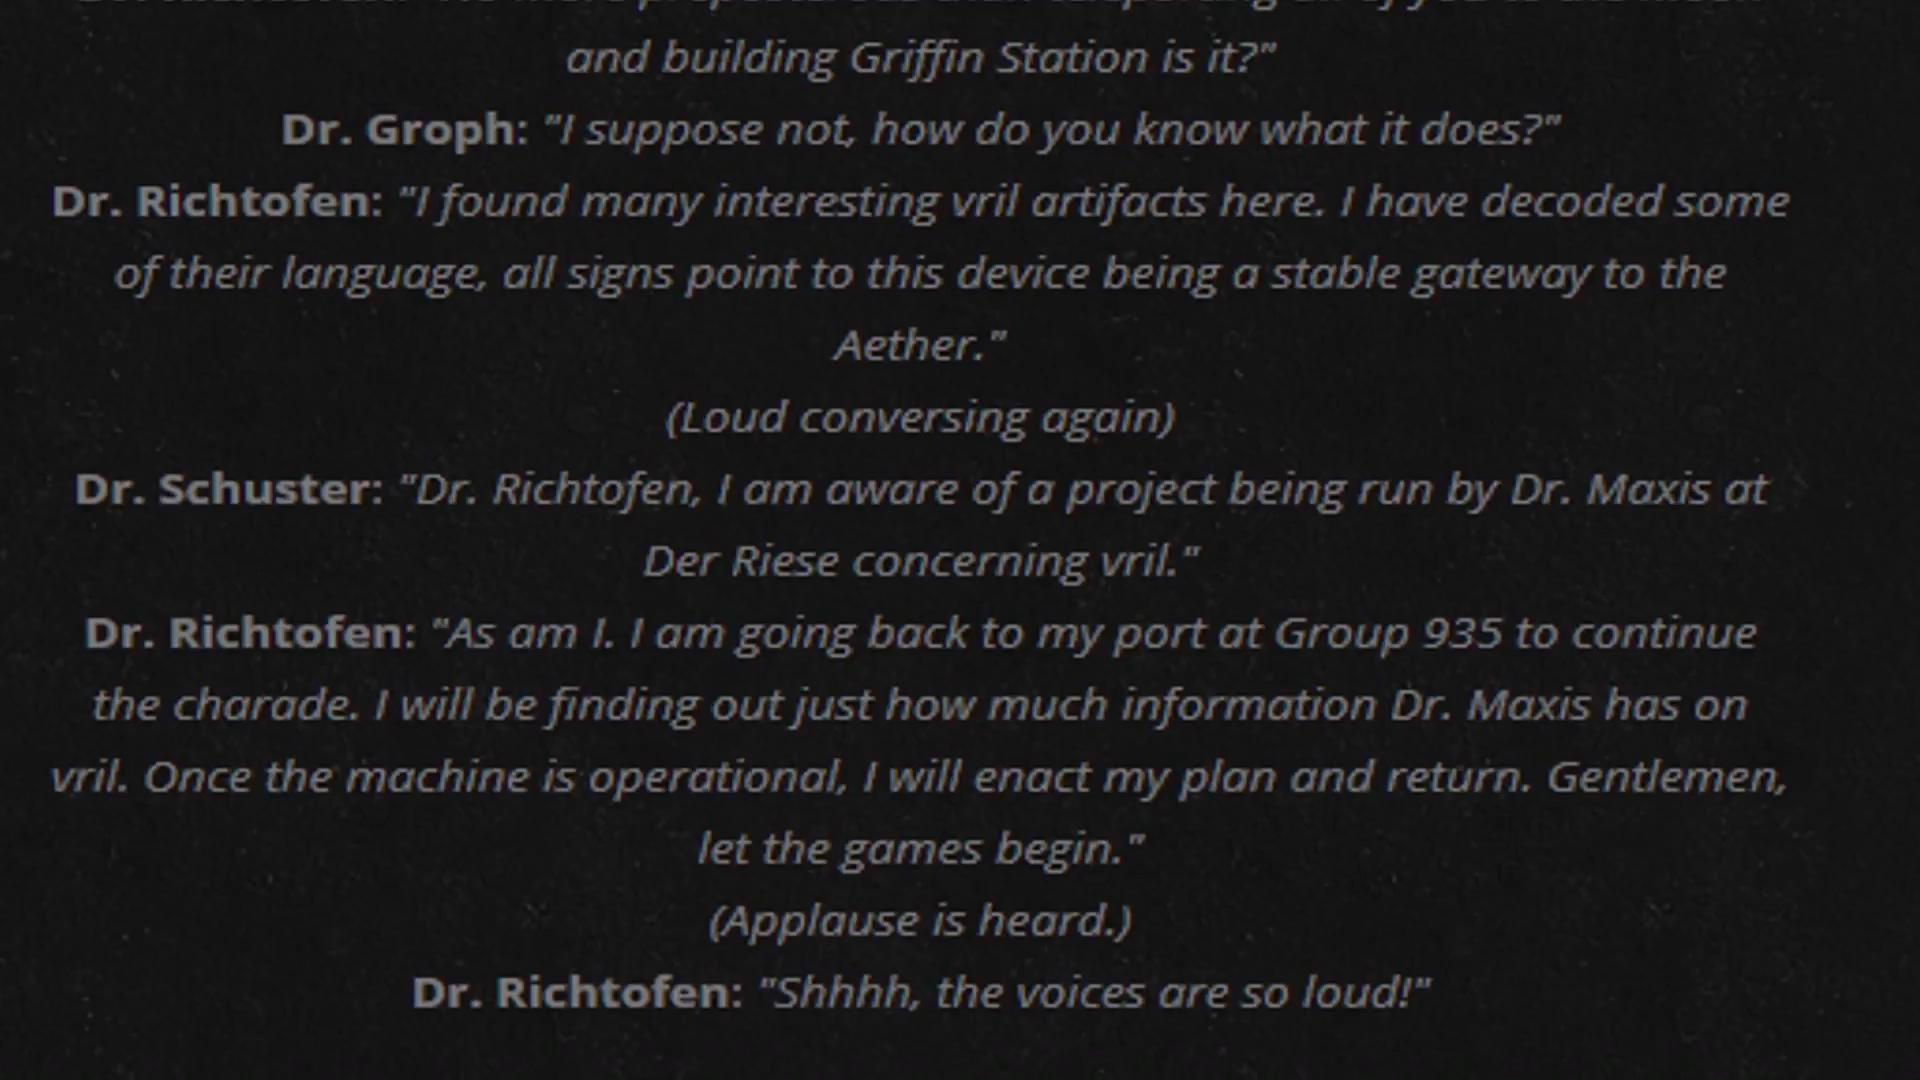 and building Griffin Station is it?"
Dr. Groph: "I suppose not, how do you know what it does?"
Dr. Richtofen: "I found many interesting vril artifacts here. I have decoded some
of their language, all signs point to this device being a stable gateway to the
Aether."
(Loud conversing again)
Dr. Schuster: "Dr. Richtofen, I am aware of a project being run by Dr. Maxis at
Der Riese concerning vril."
Dr. Richtofen: "As am I. I am going back to my port at Group 935 to continue
the charade. I will be finding out just how much information Dr. Maxis has on
vril. Once the machine is operational, I will enact my plan and return. Gentlemen,
let the games begin."
(Applause is heard.)
Dr. Richtofen: "Shhhh, the voices are so loud!"